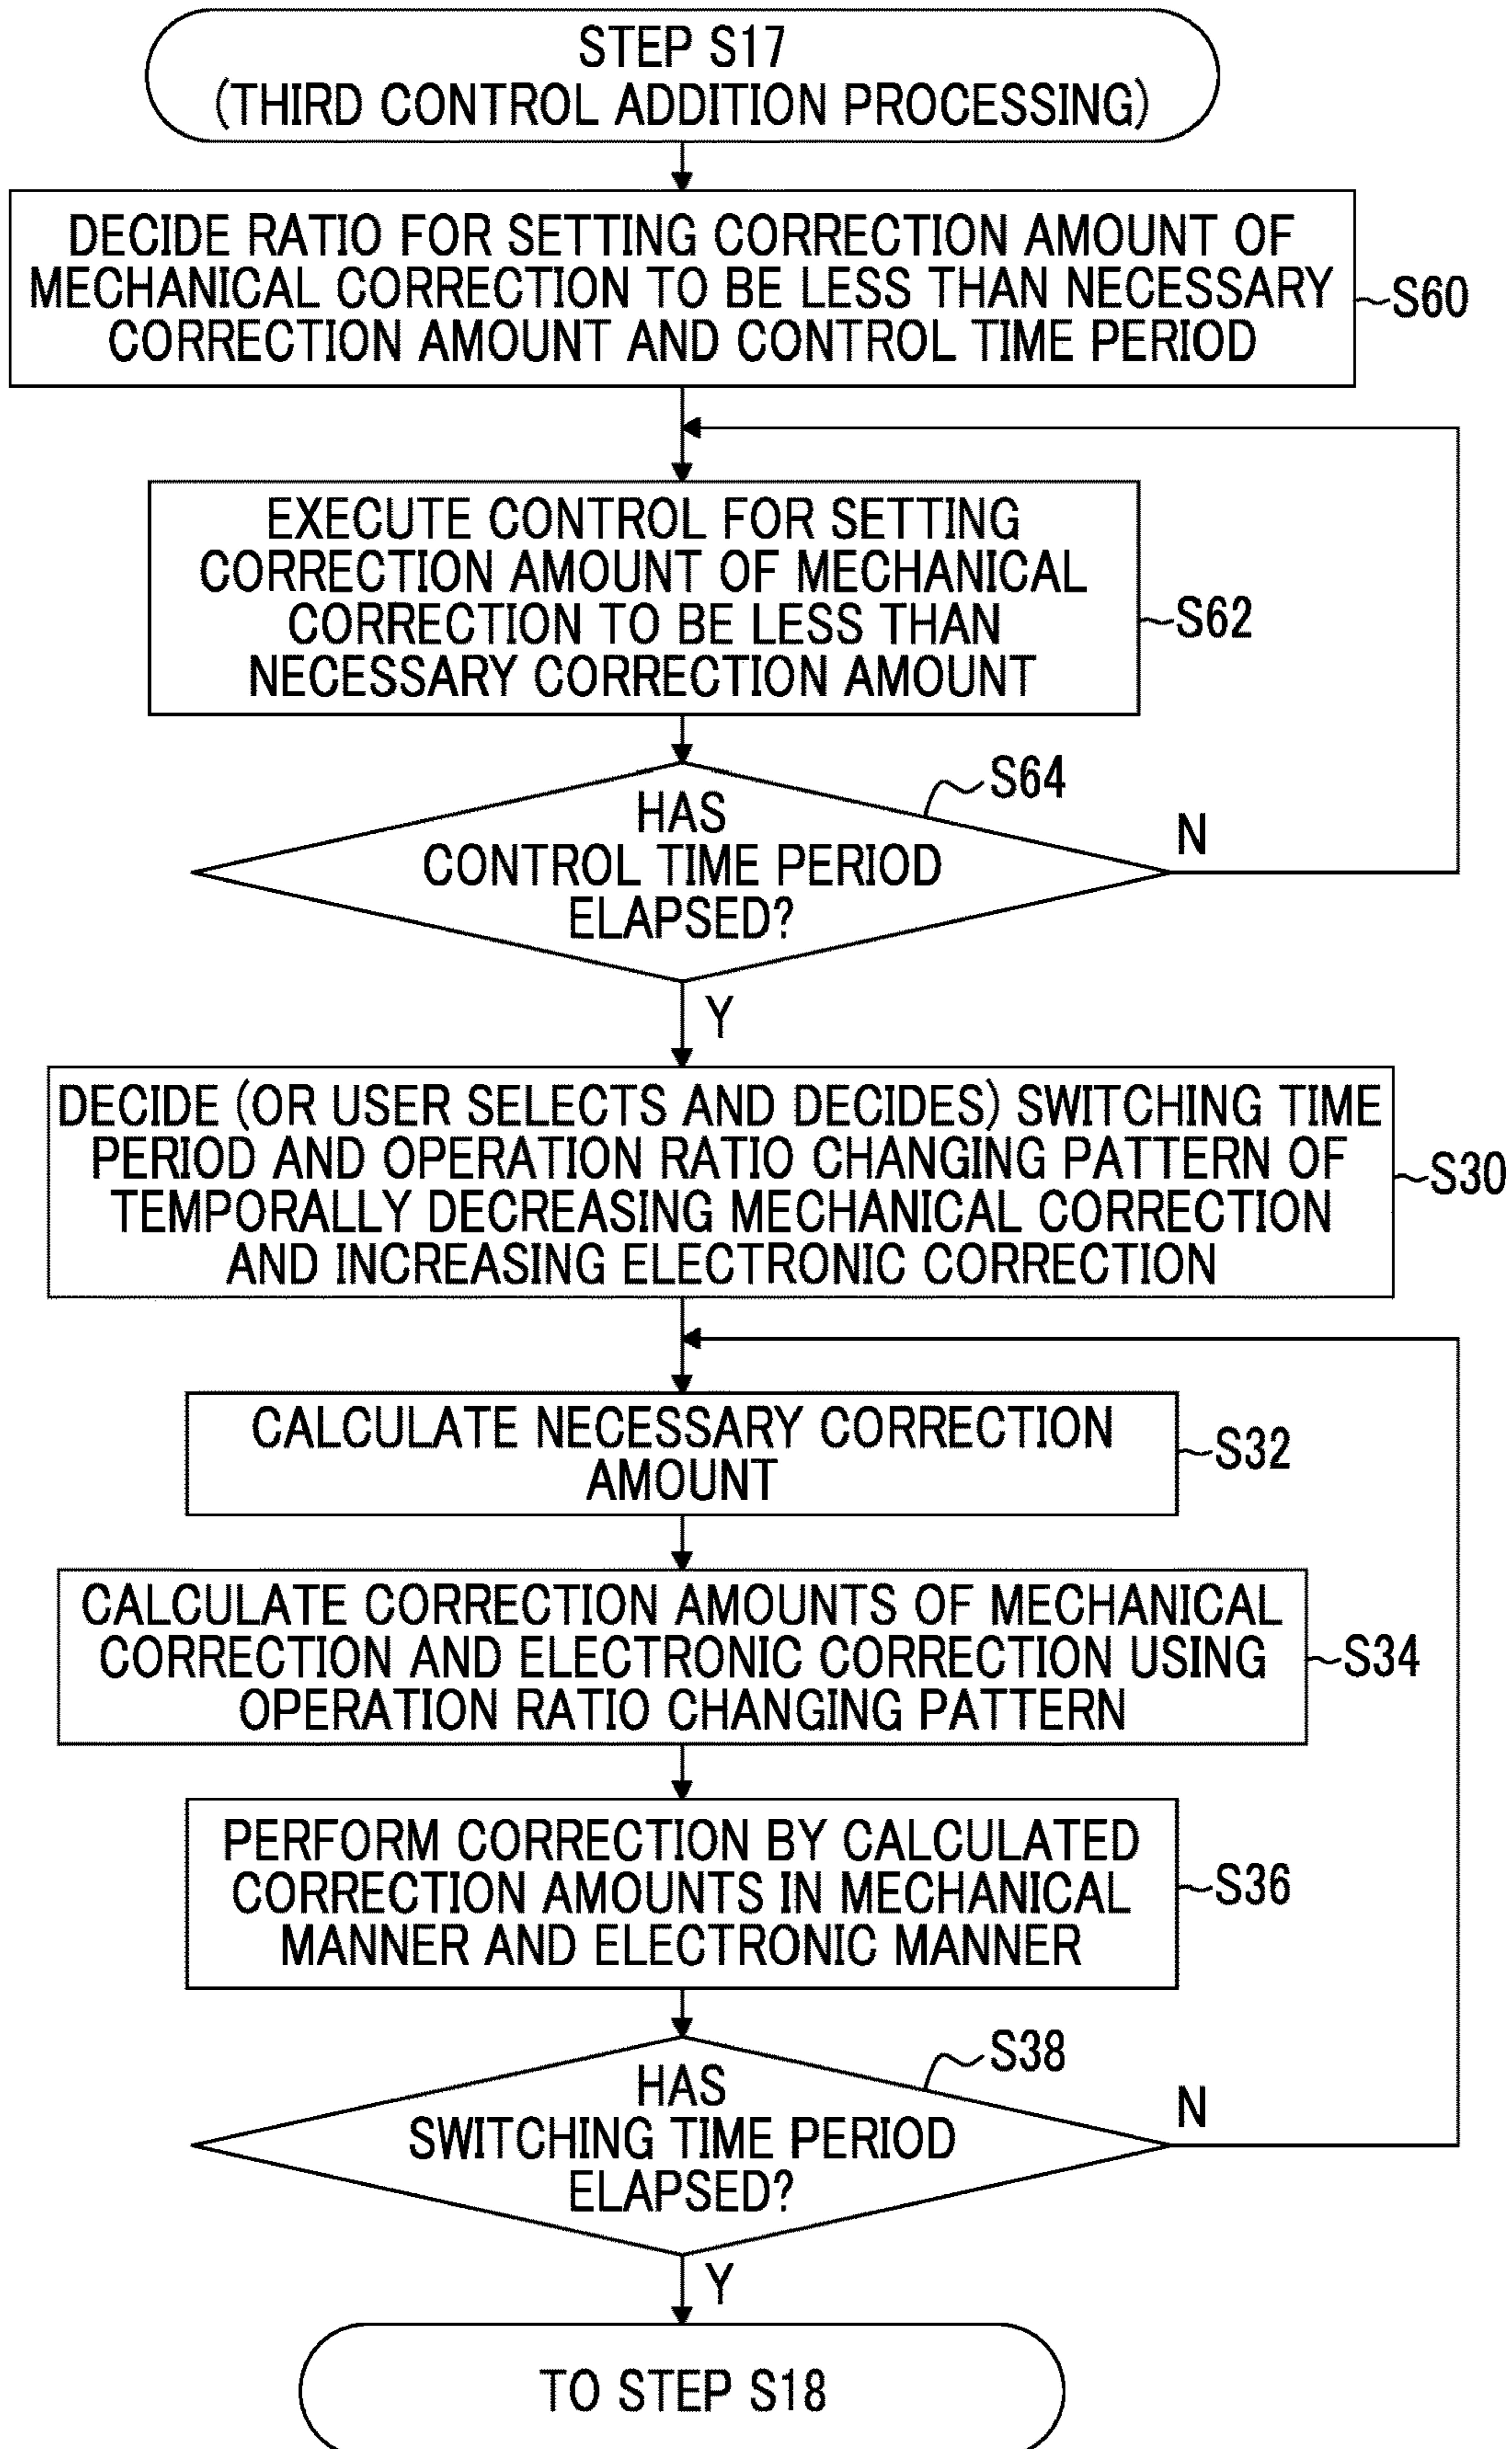 STEP S17
(THIRD CONTROL ADDITION PROCESSING)
DECIDE RATIO FOR SETTING CORRECTION AMOUNT OF
MECHANICAL CORRECTION TO BE LESS THAN NECESSARY
CORRECTION AMOUNT AND CONTROL TIME PERIOD
S60
EXECUTE CONTROL FOR SETTING
CORRECTION AMOUNT OF MECHANICAL
CORRECTION TO BE LESS THAN
NECESSARY CORRECTION AMOUNT
S62
S64
HAS
CONTROL TIME PERIOD
ELAPSED?
N
Y
DECIDE (OR USER SELECTS AND DECIDES) SWITCHING TIME
PERIOD AND OPERATION RATIO CHANGING PATTERN OF
TEMPORALLY DECREASING MECHANICAL CORRECTION
AND INCREASING ELECTRONIC CORRECTION
S30
CALCULATE NECESSARY CORRECTION
AMOUNT
S32
CALCULATE CORRECTION AMOUNTS OF MECHANICAL
CORRECTION AND ELECTRONIC CORRECTION USING
OPERATION RATIO CHANGING PATTERN
S34
PERFORM CORRECTION BY CALCULATED
CORRECTION AMOUNTS IN MECHANICAL
MANNER AND ELECTRONIC MANNER
S36
S38
HAS
SWITCHING TIME PERIOD
ELAPSED?
N
Y
TO STEP S18